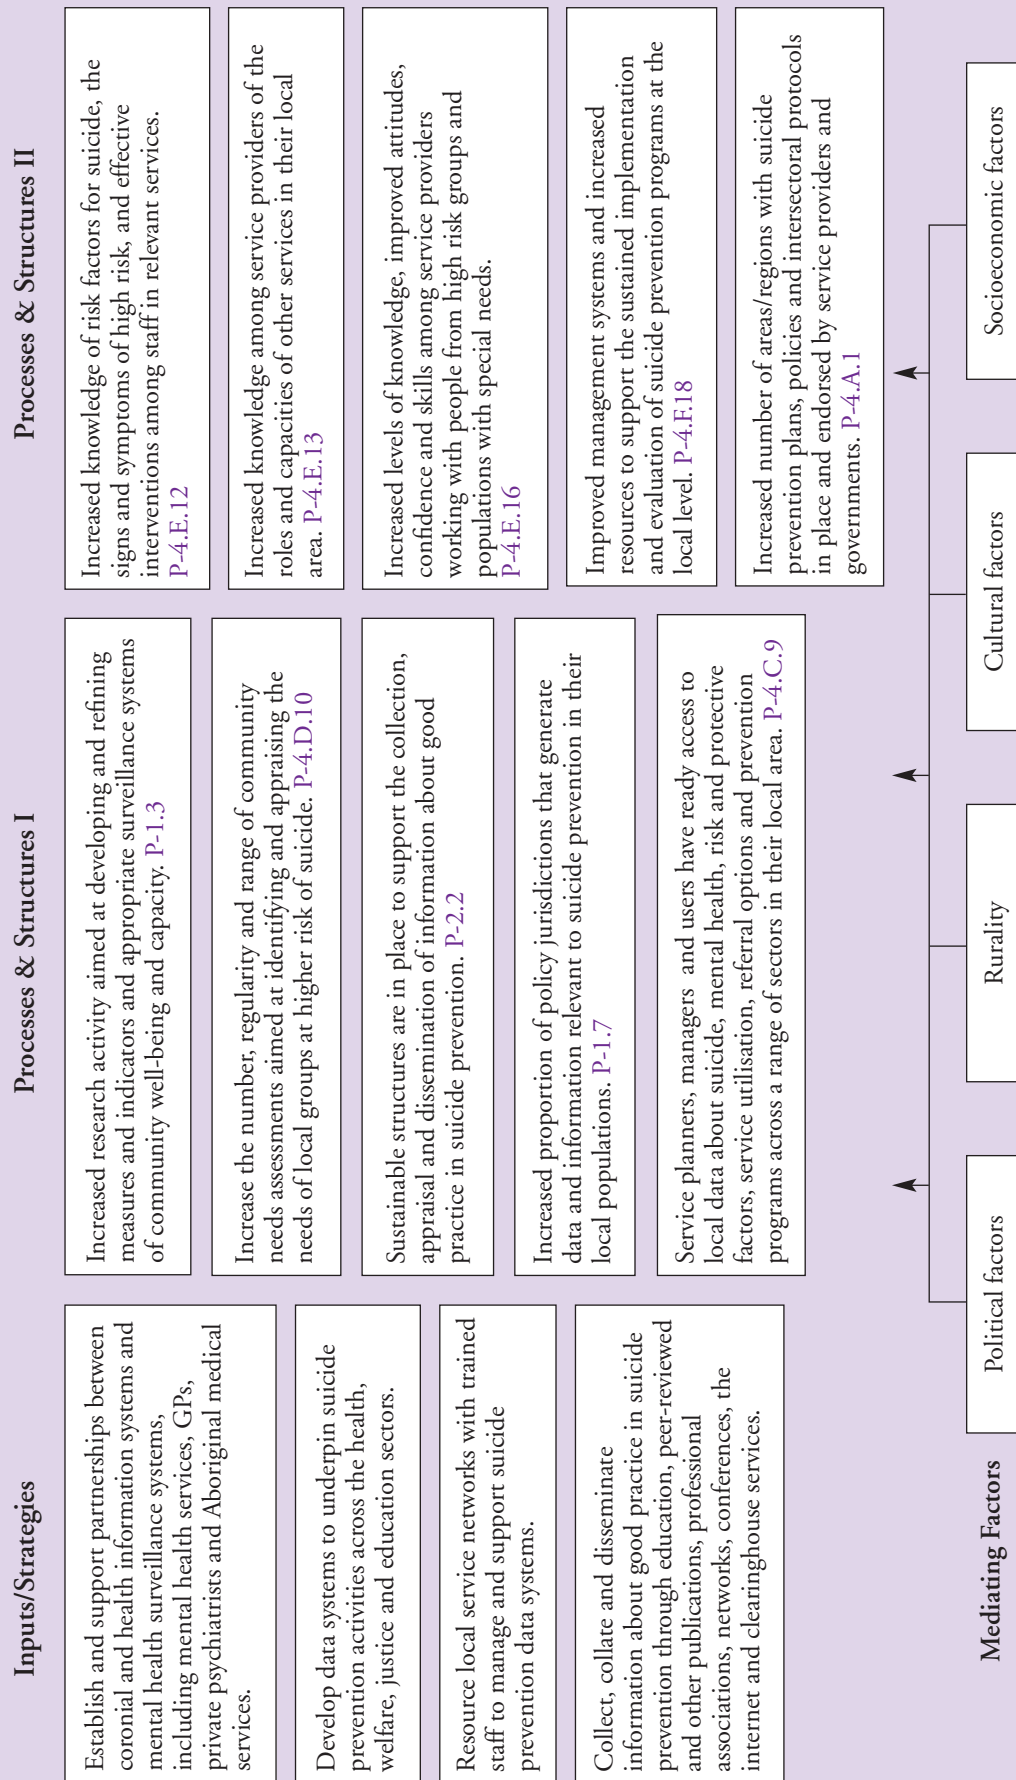 Inputs/Strategies
Establish and support partnerships between
coronial and health information systems and
mental health surveillance systems,
including mental health services, GPs,
private psychiatrists and Aboriginal medical
services.
Develop data systems to underpin suicide
prevention activities across the health,
welfare, justice and education sectors.
Resource local service networks with trained
staff to manage and support suicide
prevention data systems.
Collect, collate and disseminate
information about good practice in suicide
prevention through education, peer-reviewed
and other publications, professional
associations, networks, conferences, the
internet and clearinghouse services.
Processes & Structures I
Increased research activity aimed at developing and refining
measures and indicators and appropriate surveillance systems
of community well-being and capacity. P-1.3
Increase the number, regularity and range of community
needs assessments aimed at identifying and appraising the
needs of local groups at higher risk of suicide. P-4.D.10
Sustainable structures are in place to support the collection,
appraisal and dissemination of information about good
practice in suicide prevention. P-2.2
Increased proportion of policy jurisdictions that generate
data and information relevant to suicide prevention in their
local populations. P-1.7
Service planners, managers and users have ready access to
local data about suicide, mental health, risk and protective
factors, service utilisation, referral options and prevention
programs across a range of sectors in their local area. P-4.C.9
Processes & Structures II
Increased knowledge of risk factors for suicide, the
signs and symptoms of high risk, and effective
interventions among staff in relevant services.
P-4.E.12
Increased knowledge among service providers of the
roles and capacities of other services in their local
area. P-4.E.13
Increased levels of knowledge, improved attitudes,
confidence and skills among service providers
working with people from high risk groups and
populations with special needs.
P-4.E.16
Improved management systems and increased
resources to support the sustained implementation
and evaluation of suicide prevention programs at the
local level. P-4.F.18
Increased number of areas/regions with suicide
prevention plans, policies and intersectoral protocols
in place and endorsed by service providers and
governments. P-4.A.1
Mediating Factors
Political factors
Rurality
Cultural factors
Socioeconomic factors